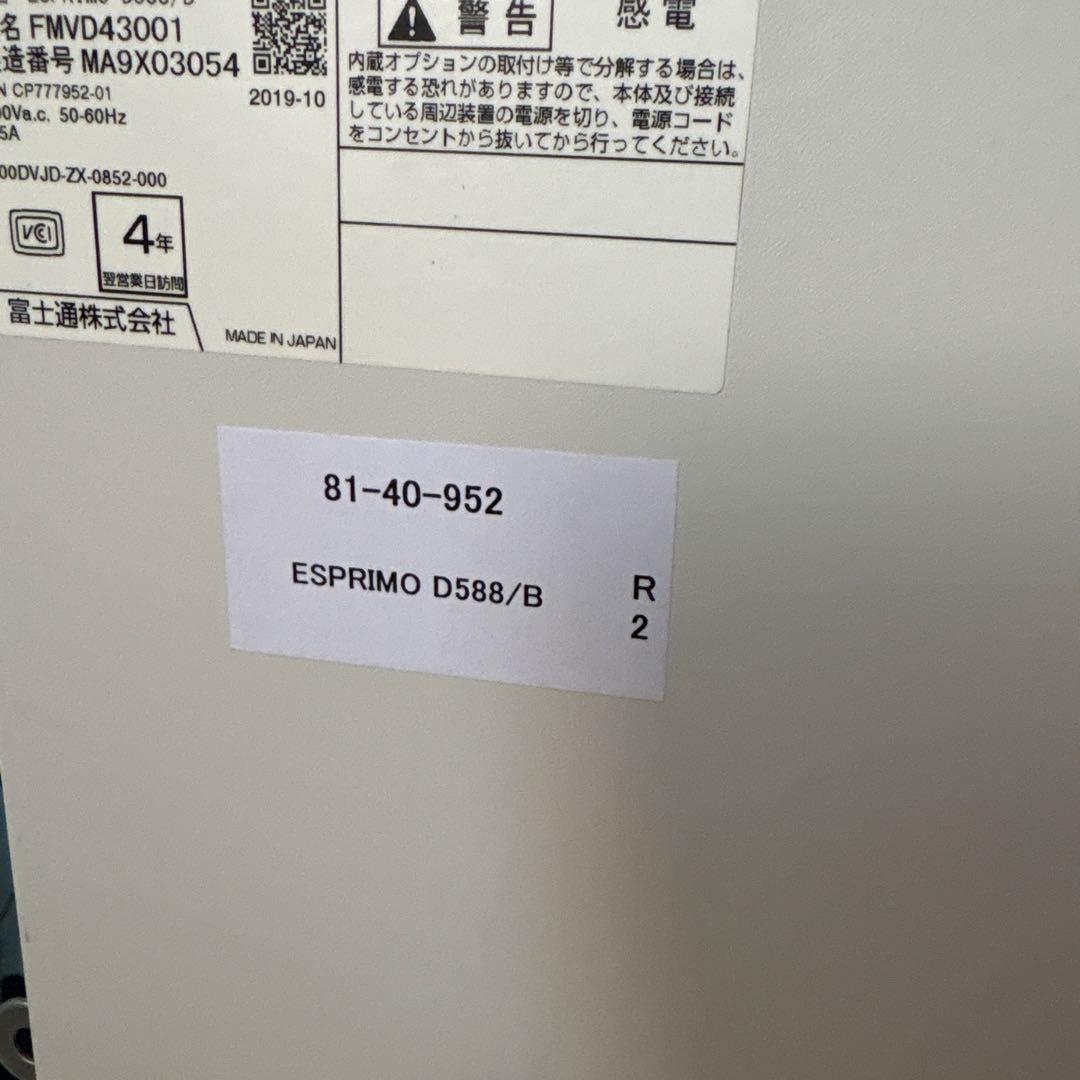 名 FMVD43001
造番号 MA9X03054
N CP777952-01
2019-10
00Va.c. 50-60Hz
5A
00DVJD-ZX-0852-000
VCI
4年
翌営業日訪問
富士通株式会社
MADE IN JAPAN
警告
感電
内蔵オプションの取付け等で分解する場合は、
感電する恐れがありますので、本体及び接続
している周辺装置の電源を切り、電源コード
をコンセントから抜いてから行ってください。
81-40-952
ESPRIMO D588/B
R
2